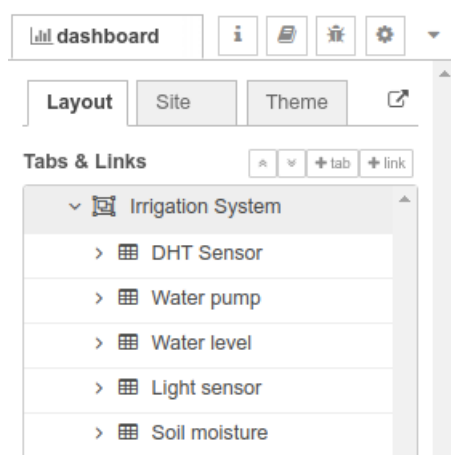 dashboard i
Layout Site Theme
Tabs & Links + tab + link
Irrigation System
DHT Sensor
Water pump
Water level
Light sensor
Soil moisture